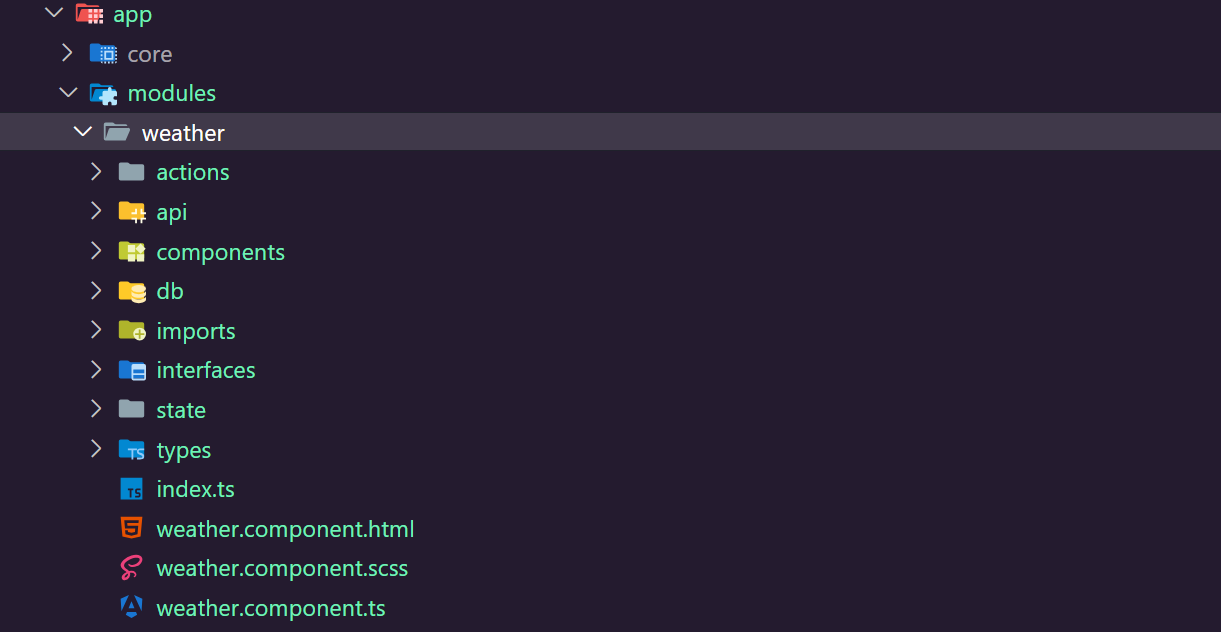 app
core
modules
weather
actions
api
components
db
imports
interfaces
state
types
index.ts
weather.component.html
weather.component.scss
weather.component.ts